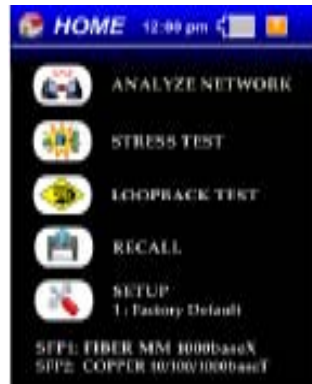 HOME 12:00 pm
ANALYZE NETWORK
STRESS TEST
LOOPBACK TEST
RECALL
SETUP
1: Factory Default
SFP1: FIBER MM 1000baseX
SFP2: COPPER 10/100/1000baseT